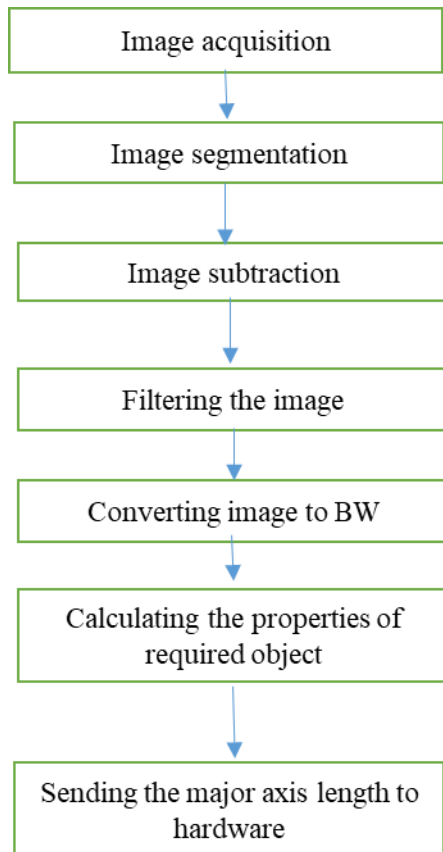 Image acquisition
Image segmentation
Image subtraction
Filtering the image
Converting image to BW
Calculating the properties of
required object
Sending the major axis length to
hardware